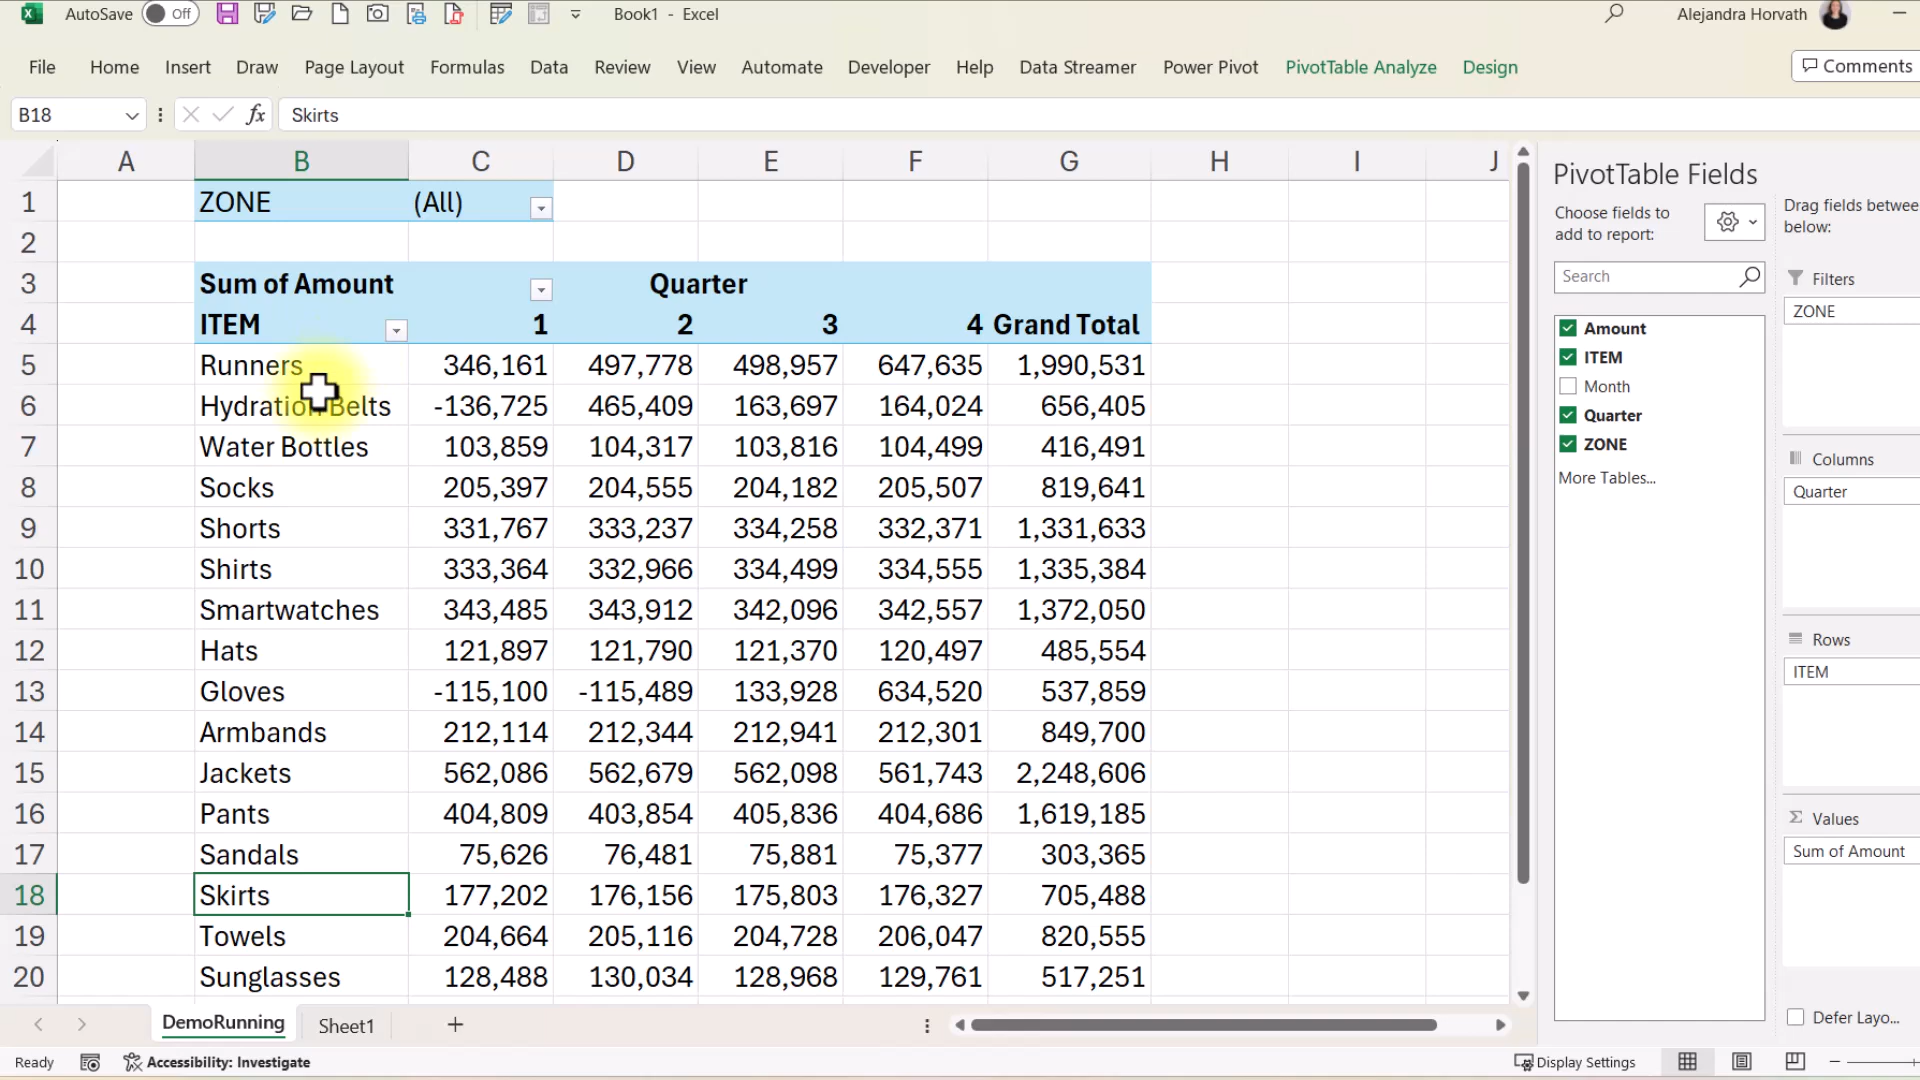 AutoSave Off Book1 - Excel Alejandra Horvath
File Home Insert Draw Page Layout Formulas Data Review View Automate Developer Help Data Streamer Power Pivot PivotTable Analyze Design Comments
B18 fx Skirts
A B C D E F G H I J
1 ZONE (All)
2
3 Sum of Amount Quarter
4 ITEM 1 2 3 4 Grand Total
5 Runners 346,161 497,778 498,957 647,635 1,990,531
6 Hydration Belts -136,725 465,409 163,697 164,024 656,405
7 Water Bottles 103,859 104,317 103,816 104,499 416,491
8 Socks 205,397 204,555 204,182 205,507 819,641
9 Shorts 331,767 333,237 334,258 332,371 1,331,633
10 Shirts 333,364 332,966 334,499 334,555 1,335,384
11 Smartwatches 343,485 343,912 342,096 342,557 1,372,050
12 Hats 121,897 121,790 121,370 120,497 485,554
13 Gloves -115,100 -115,489 133,928 634,520 537,859
14 Armbands 212,114 212,344 212,941 212,301 849,700
15 Jackets 562,086 562,679 562,098 561,743 2,248,606
16 Pants 404,809 403,854 405,836 404,686 1,619,185
17 Sandals 75,626 76,481 75,881 75,377 303,365
18 Skirts 177,202 176,156 175,803 176,327 705,488
19 Towels 204,664 205,116 204,728 206,047 820,555
20 Sunglasses 128,488 130,034 128,968 129,761 517,251
DemoRunning Sheet1
PivotTable Fields
Choose fields to
add to report:
Search
Amount
ITEM
Month
Quarter
ZONE
More Tables...
Drag fields betwee
below:
Filters
ZONE
Columns
Quarter
Rows
ITEM
Σ Values
Sum of Amount
Defer Layo...
Ready Accessibility: Investigate Display Settings